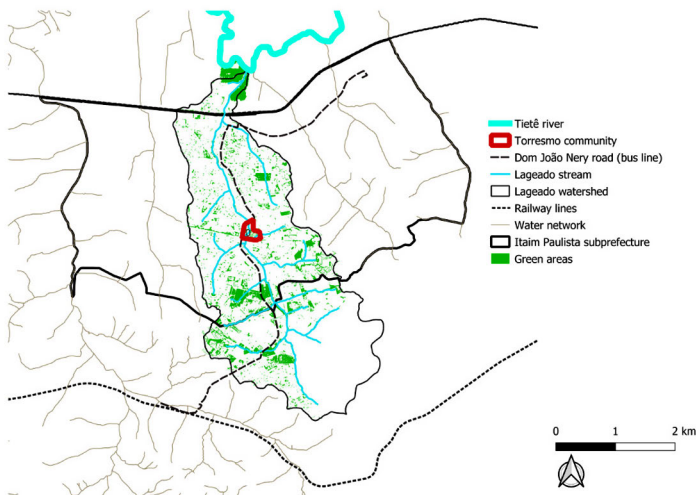 Tietê river
Torresmo community
Dom João Nery road (bus line)
Lageado stream
Lageado watershed
Railway lines
Water network
Itaim Paulista subprefecture
Green areas
0 1 2 km